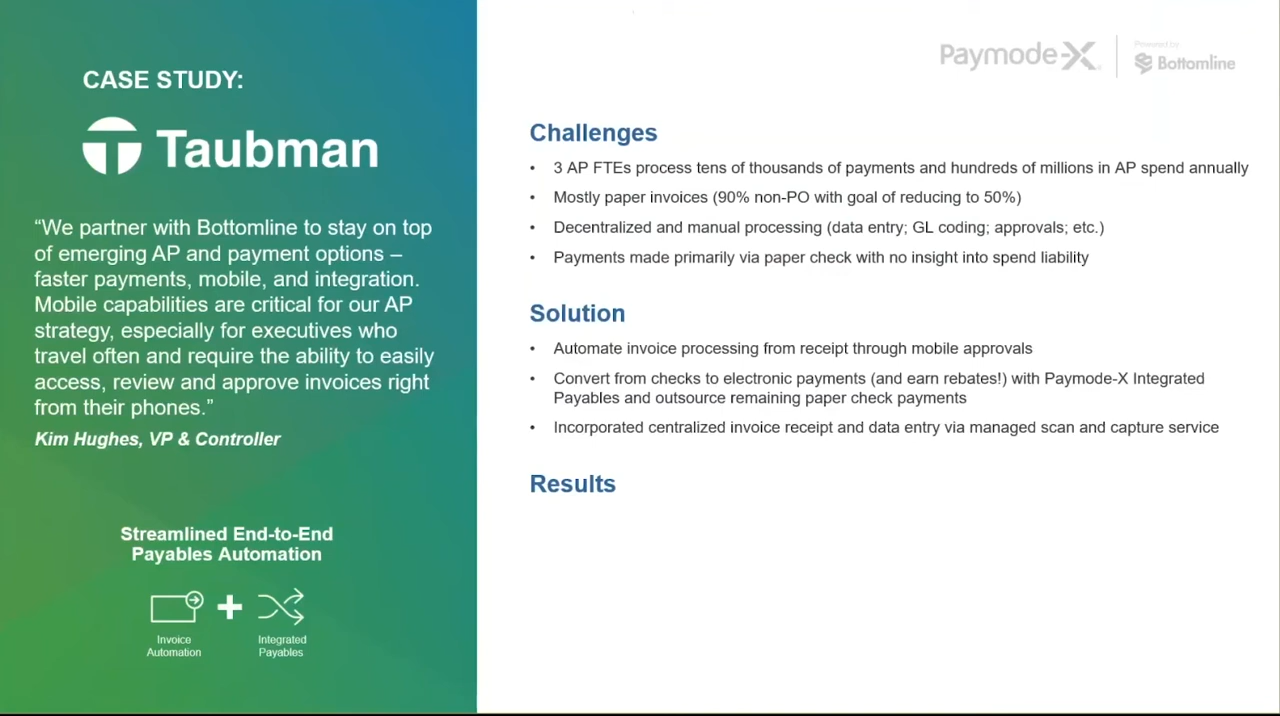 CASE STUDY:
Taubman
“We partner with Bottomline to stay on top
of emerging AP and payment options –
faster payments, mobile, and integration.
Mobile capabilities are critical for our AP
strategy, especially for executives who
travel often and require the ability to easily
access, review and approve invoices right
from their phones.”
Kim Hughes, VP & Controller
Streamlined End-to-End
Payables Automation
Invoice
Automation
Integrated
Payables
Paymode-X
Powered by
Bottomline
Challenges
• 3 AP FTEs process tens of thousands of payments and hundreds of millions in AP spend annually
• Mostly paper invoices (90% non-PO with goal of reducing to 50%)
• Decentralized and manual processing (data entry; GL coding; approvals; etc.)
• Payments made primarily via paper check with no insight into spend liability
Solution
• Automate invoice processing from receipt through mobile approvals
• Convert from checks to electronic payments (and earn rebates!) with Paymode-X Integrated
Payables and outsource remaining paper check payments
• Incorporated centralized invoice receipt and data entry via managed scan and capture service
Results